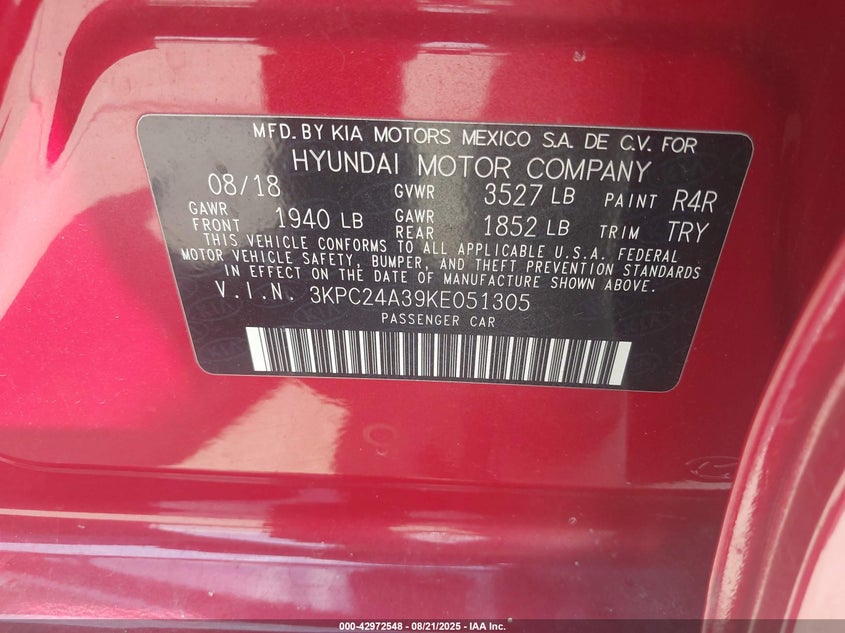 MFD. BY KIA MOTORS MEXICO S.A. DE C.V. FOR
HYUNDAI MOTOR COMPANY
08/18 GVWR 3527 LB PAINT R4R
GAWR FRONT 1940 LB GAWR REAR 1852 LB TRIM TRY
THIS VEHICLE CONFORMS TO ALL APPLICABLE U.S.A. FEDERAL
MOTOR VEHICLE SAFETY, BUMPER, AND THEFT PREVENTION STANDARDS
IN EFFECT ON THE DATE OF MANUFACTURE SHOWN ABOVE.
V.I.N. 3KPC24A39KE051305
PASSENGER CAR
000-42972548 - 08/21/2025 - IAA Inc.